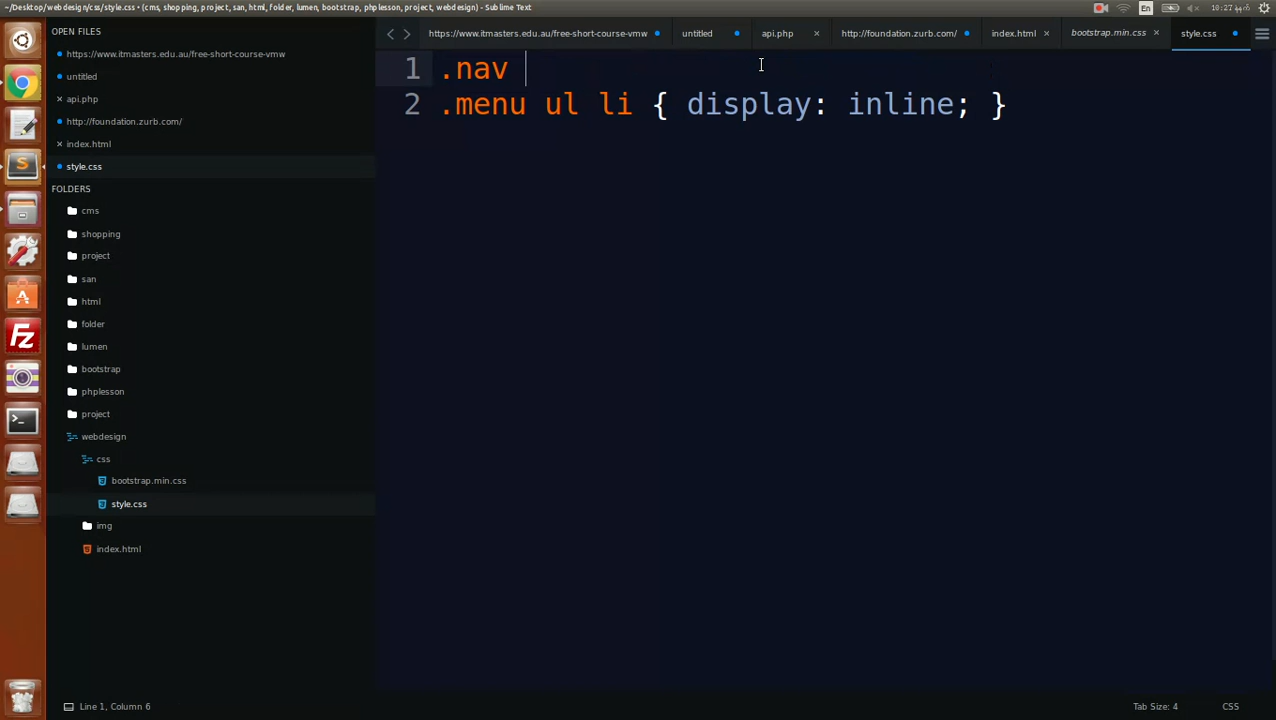 ~/Desktop/webdesign/css/style.css • (cms, shopping, project, san, html, folder, lumen, bootstrap, phplesson, project, webdesign) - Sublime Text
En
10:27
OPEN FILES
https://www.itmasters.edu.au/free-short-course-vmw
untitled
api.php
http://foundation.zurb.com/
index.html
style.css
FOLDERS
cms
shopping
project
san
html
folder
lumen
bootstrap
phplesson
project
webdesign
css
bootstrap.min.css
style.css
img
index.html
https://www.itmasters.edu.au/free-short-course-vmw
untitled
api.php
http://foundation.zurb.com/
index.html
bootstrap.min.css
style.css
1 .nav
2 .menu ul li { display: inline; }
Line 1, Column 6
Tab Size: 4
CSS